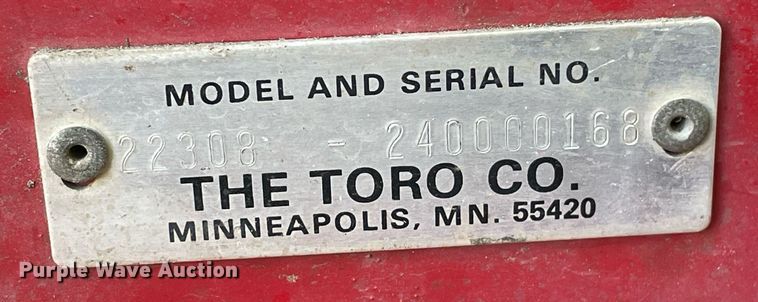 MODEL AND SERIAL NO.
22308 - 240000168
THE TORO CO.
MINNEAPOLIS, MN. 55420
Purple Wave Auction